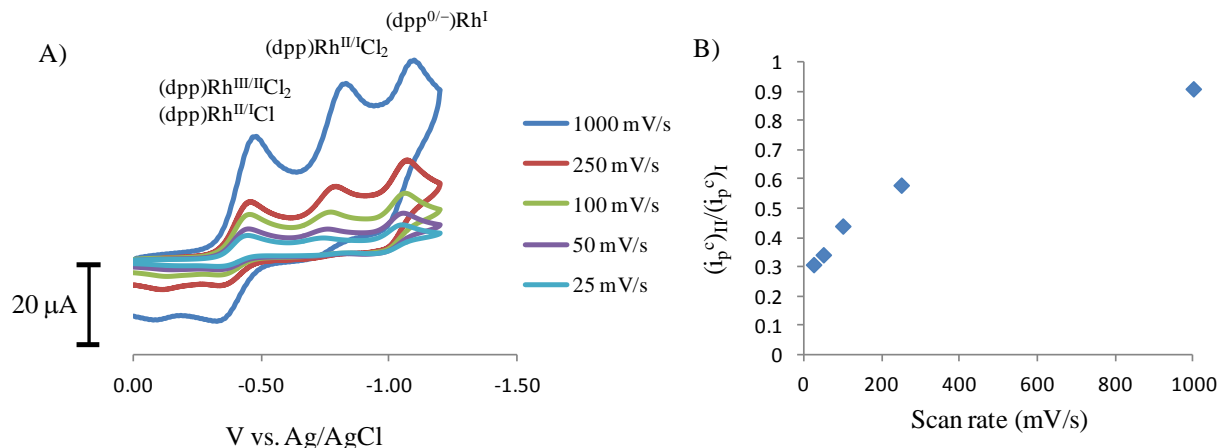 A)
(dpp)Rh^III/II Cl₂
(dpp)Rh^II/I Cl
(dpp)Rh^II/I Cl₂
(dpp^0/−)Rh^I
1000 mV/s
250 mV/s
100 mV/s
50 mV/s
25 mV/s
20 μA
0.00 -0.50 -1.00 -1.50
V vs. Ag/AgCl
B)
(i_p^c)_II/(i_p^c)_I
1
0.9
0.8
0.7
0.6
0.5
0.4
0.3
0.2
0.1
0
0 200 400 600 800 1000
Scan rate (mV/s)